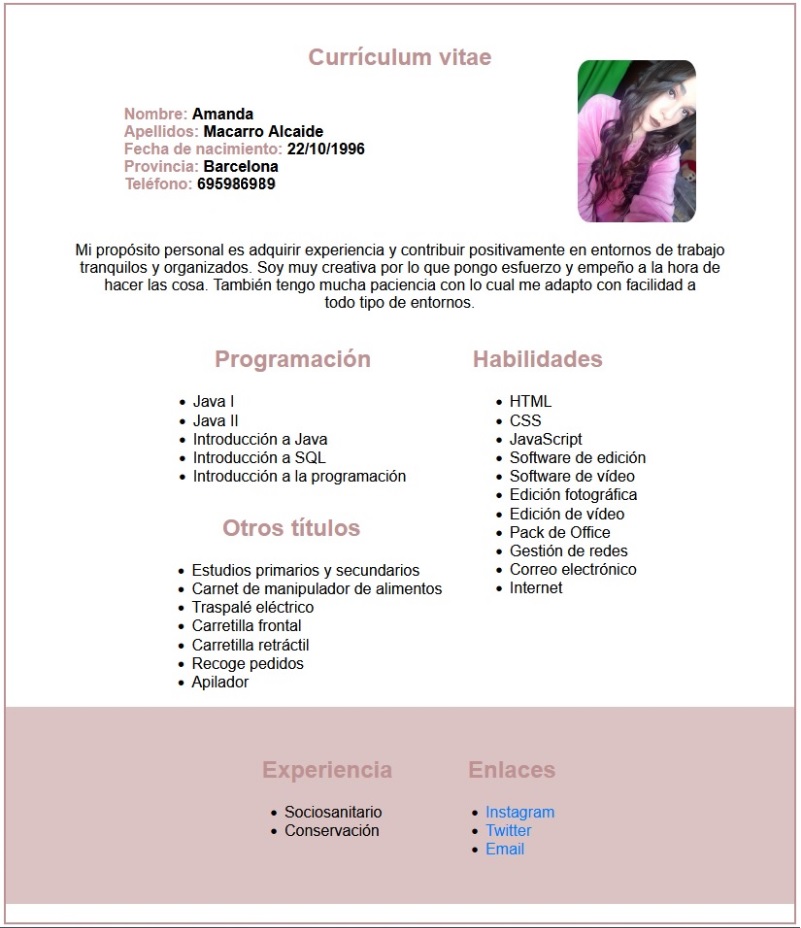 Currículum vitae
Nombre: Amanda
Apellidos: Macarro Alcaide
Fecha de nacimiento: 22/10/1996
Provincia: Barcelona
Teléfono: 695986989
Mi propósito personal es adquirir experiencia y contribuir positivamente en entornos de trabajo
tranquilos y organizados. Soy muy creativa por lo que pongo esfuerzo y empeño a la hora de
hacer las cosa. También tengo mucha paciencia con lo cual me adapto con facilidad a
todo tipo de entornos.
Programación
Java I
Java II
Introducción a Java
Introducción a SQL
Introducción a la programación
Otros títulos
Estudios primarios y secundarios
Carnet de manipulador de alimentos
Traspalé eléctrico
Carretilla frontal
Carretilla retráctil
Recoge pedidos
Apilador
Habilidades
HTML
CSS
JavaScript
Software de edición
Software de vídeo
Edición fotográfica
Edición de vídeo
Pack de Office
Gestión de redes
Correo electrónico
Internet
Experiencia
Sociosanitario
Conservación
Enlaces
Instagram
Twitter
Email